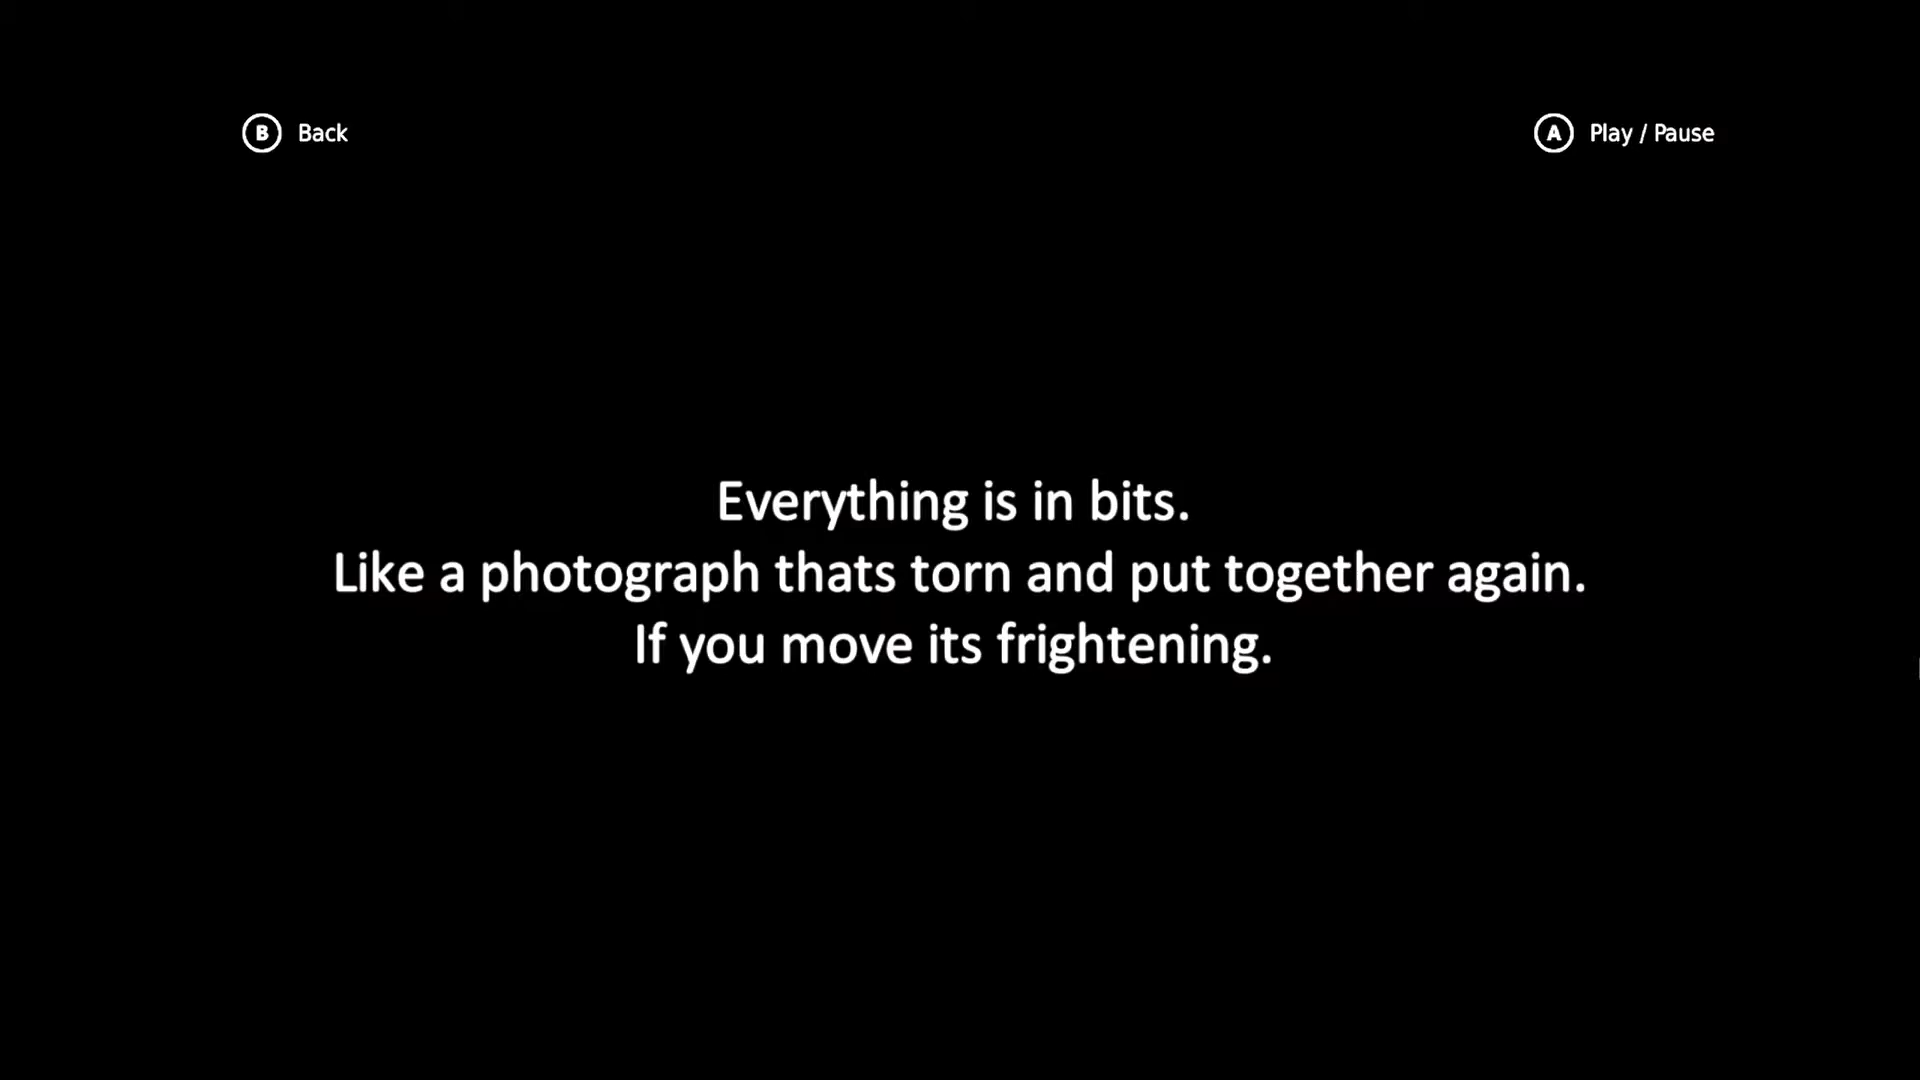 B Back
A Play / Pause
Everything is in bits.
Like a photograph thats torn and put together again.
If you move its frightening.